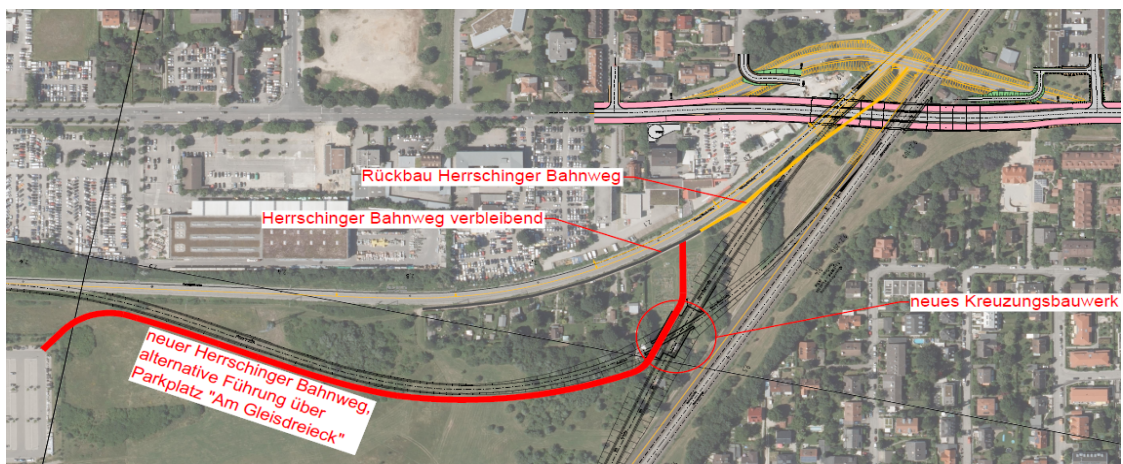 Rückbau Herrschinger Bahnweg
Herrschinger Bahnweg verbleibend
neues Kreuzungsbauwerk
neuer Herrschinger Bahnweg,
alternative Führung über
Parkplatz "Am Gleisdreieck"